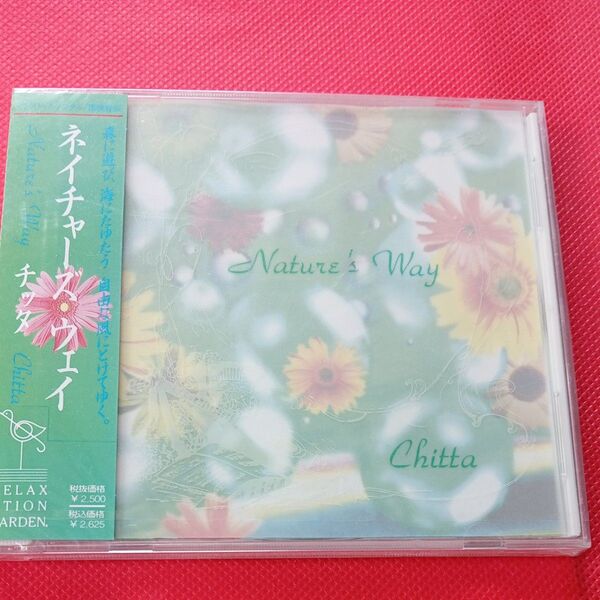 ネイチャーズ・ウェイ
チッタ
Nature's Way
Chitta
森に遊び、海にたゆたう 自由な風にとけてゆく。
RELAX
TION
GARDEN.
税抜価格
¥2,500
税込価格
¥2,625
Nature's Way
Chitta